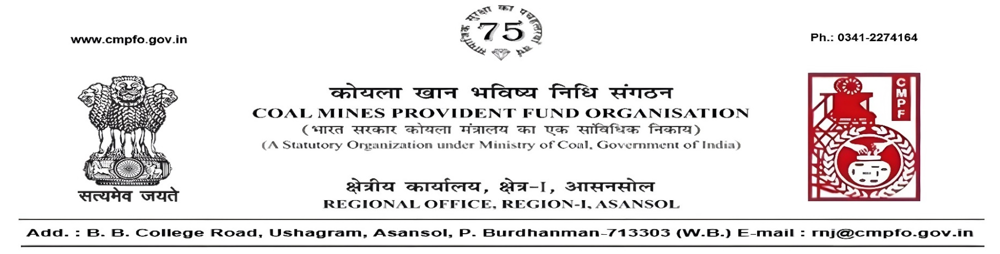 www.cmpfo.gov.in
75
Ph.: 0341-2274164
सत्यमेव जयते
कोयला खान भविष्य निधि संगठन
COAL MINES PROVIDENT FUND ORGANISATION
(भारत सरकार कोयला मंत्रालय का एक सांविधिक निकाय)
(A Statutory Organization under Ministry of Coal, Government of India)
क्षेत्रीय कार्यालय, क्षेत्र-I, आसनसोल
REGIONAL OFFICE, REGION-I, ASANSOL
CMPF
Add. : B. B. College Road, Ushagram, Asansol, P. Burdhanman-713303 (W.B.) E-mail : rnj@cmpfo.gov.in